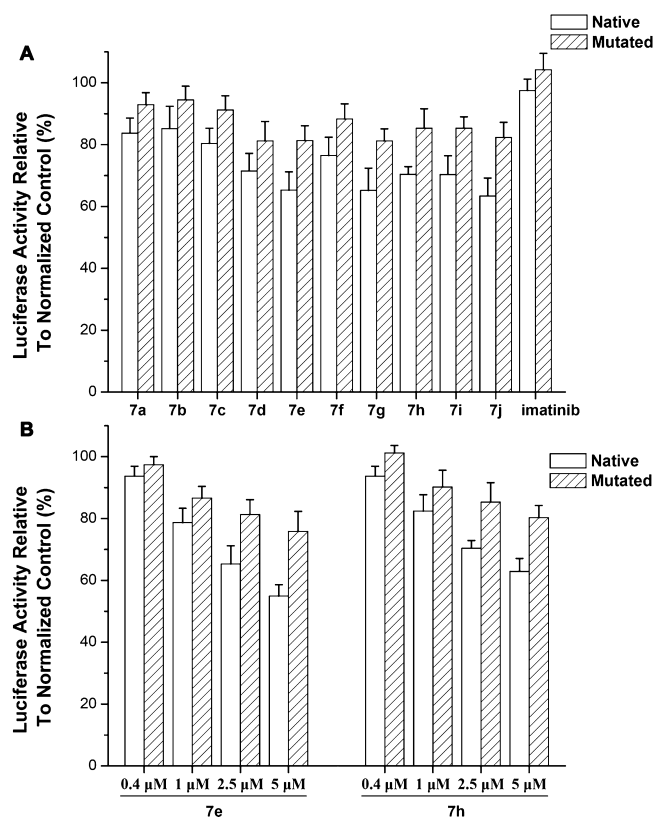 Native
Mutated
A
Luciferase Activity Relative
To Normalized Control (%)
100
80
60
40
20
0
7a 7b 7c 7d 7e 7f 7g 7h 7i 7j imatinib
B
Native
Mutated
Luciferase Activity Relative
To Normalized Control (%)
100
80
60
40
20
0
0.4 μM 1 μM 2.5 μM 5 μM 0.4 μM 1 μM 2.5 μM 5 μM
7e 7h